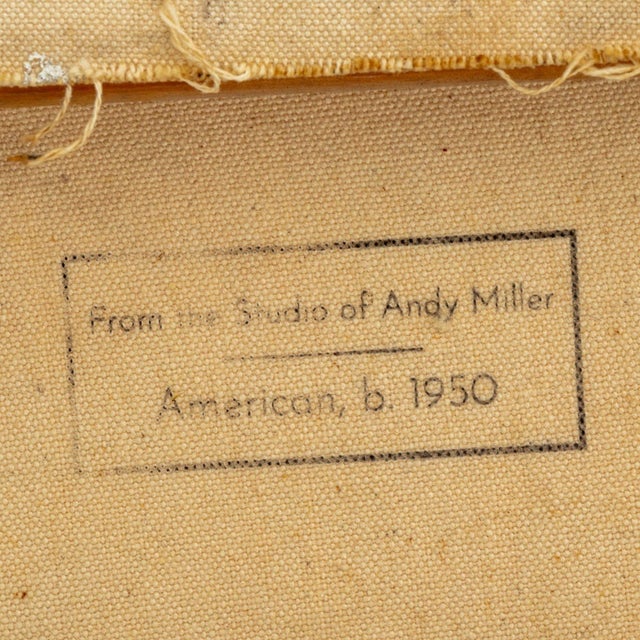 From the Studio of Andy Miller
American, b. 1950